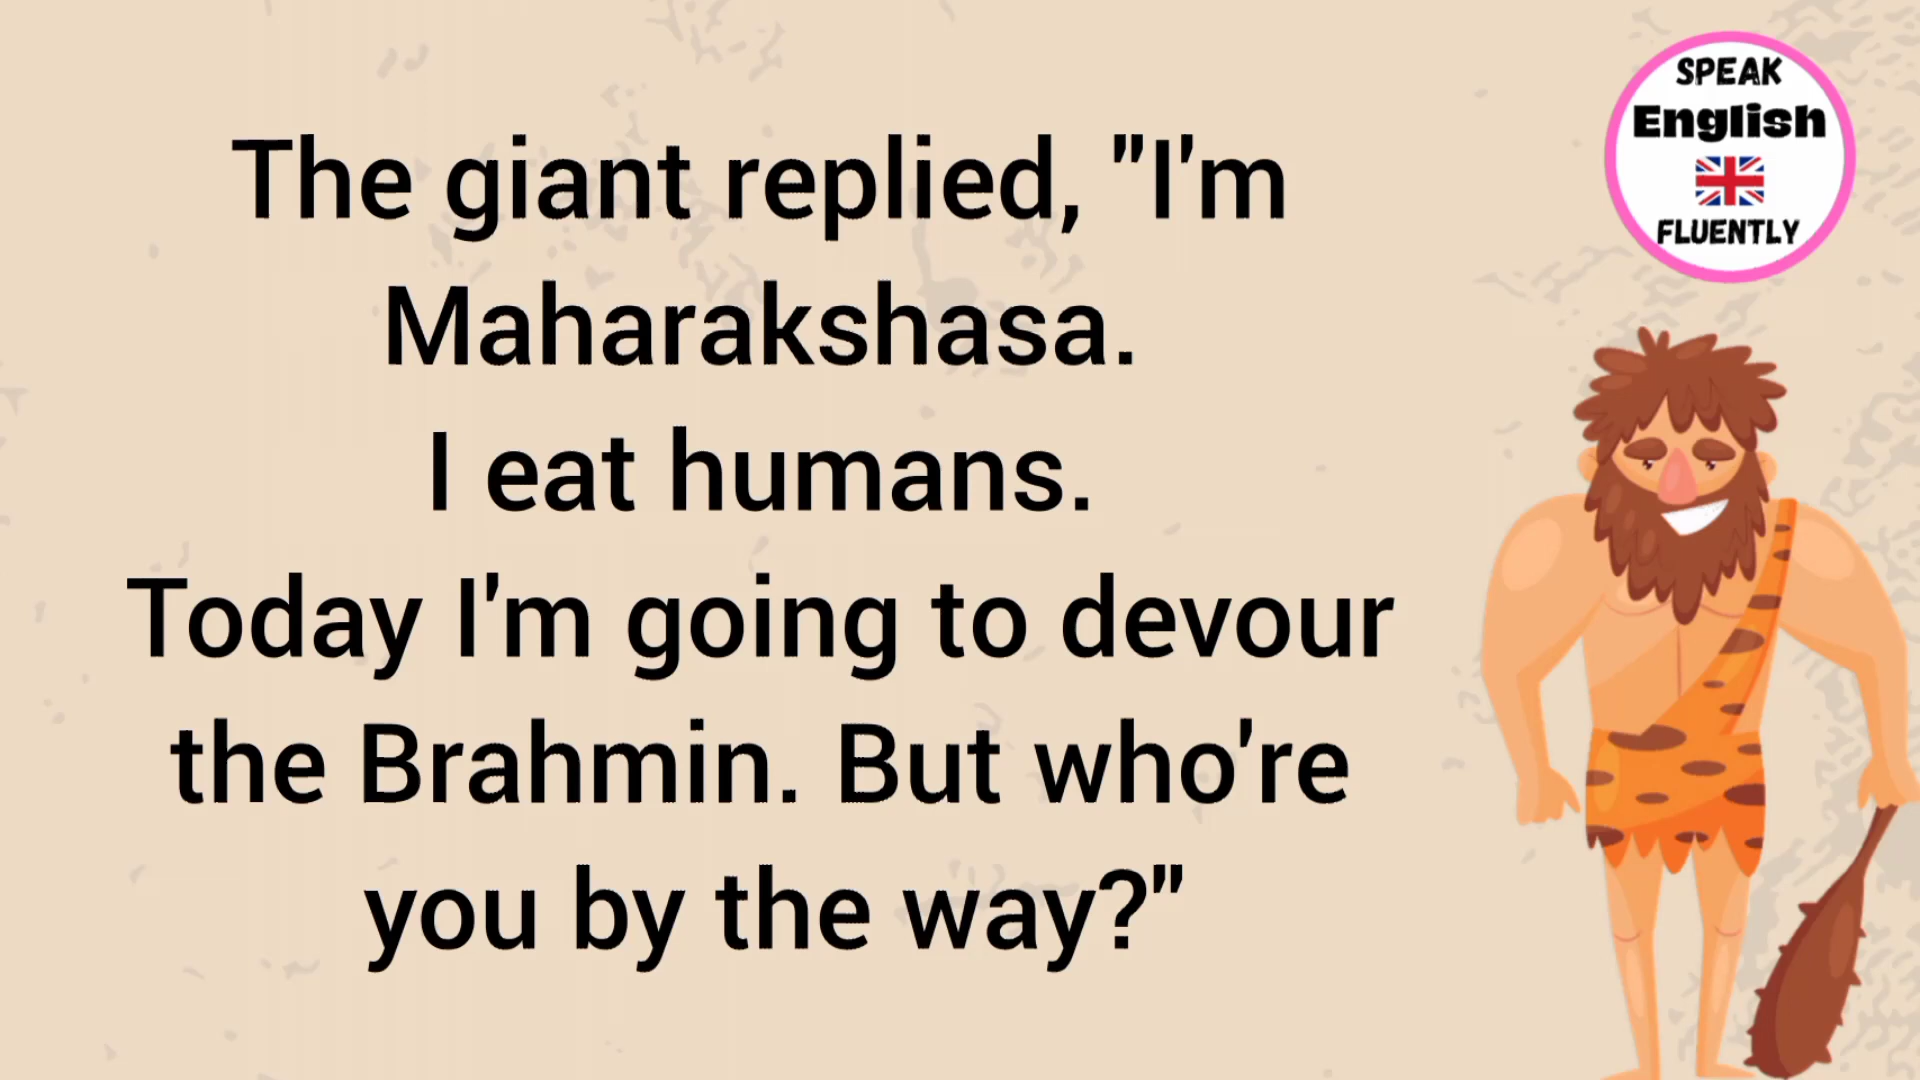 The giant replied, "I'm
Maharakshasa.
I eat humans.
Today I'm going to devour
the Brahmin. But who're
you by the way?"
SPEAK
English
FLUENTLY